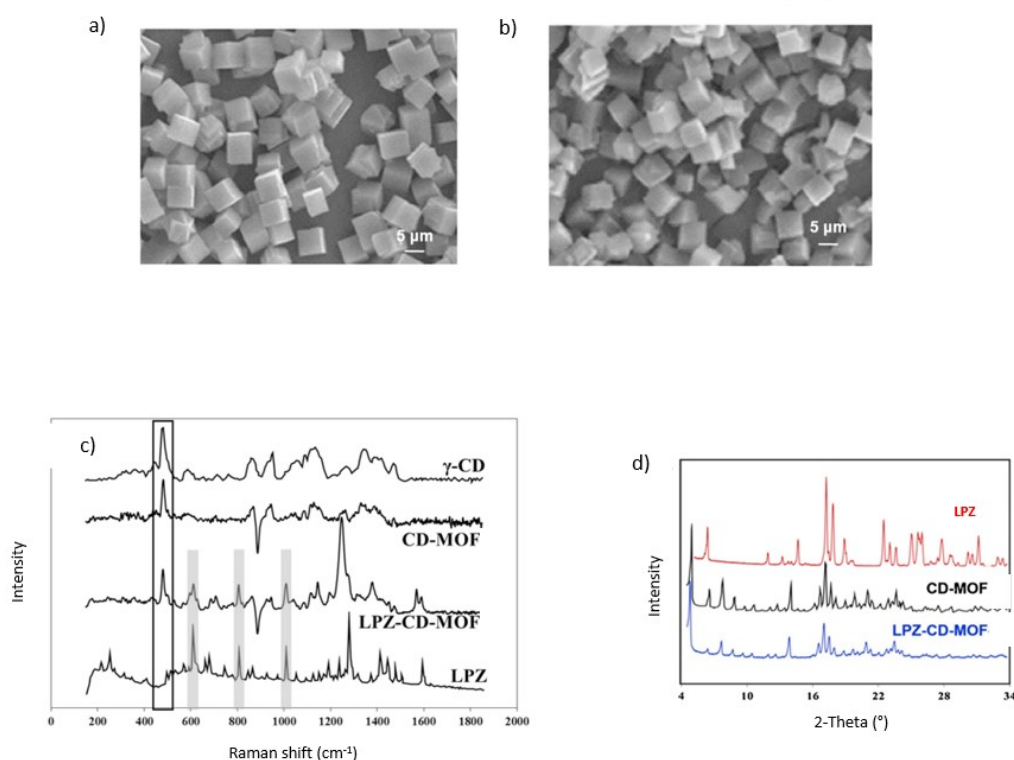 a)
b)
5 µm
5 µm
c)
γ-CD
CD-MOF
LPZ-CD-MOF
LPZ
Intensity
0 200 400 600 800 1000 1200 1400 1600 1800 2000
Raman shift (cm⁻¹)
d)
LPZ
CD-MOF
LPZ-CD-MOF
Intensity
4 10 16 22 28 34
2-Theta (°)